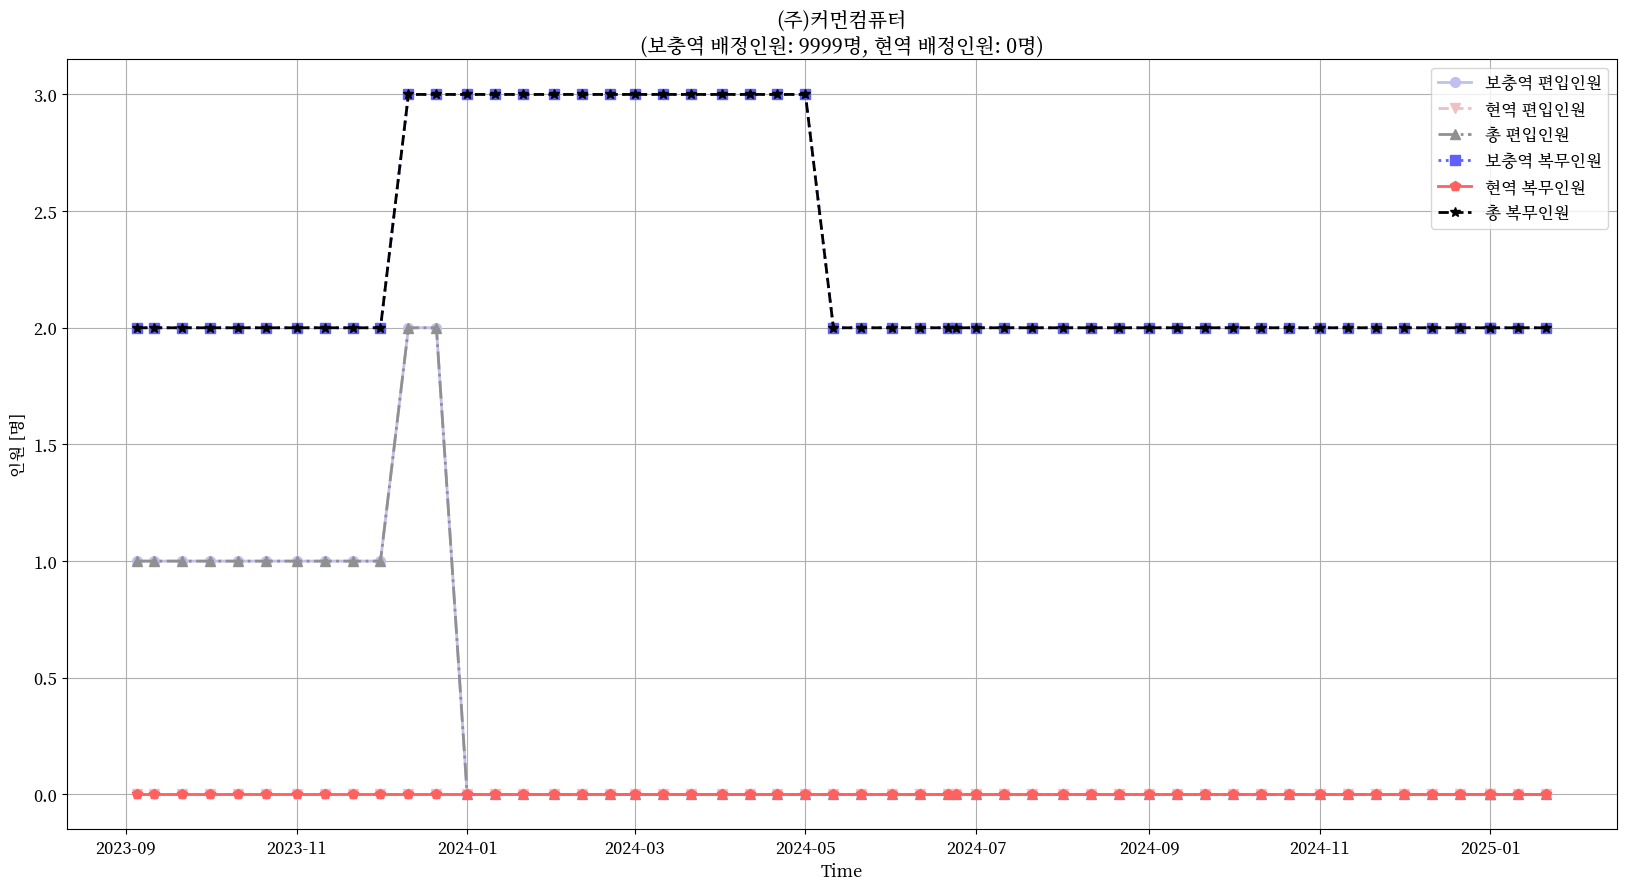 (주)커먼컴퓨터
(보충역 배정인원: 9999명, 현역 배정인원: 0명)
보충역 편입인원
현역 편입인원
총 편입인원
보충역 복무인원
현역 복무인원
총 복무인원
인원 [명]
3.0
2.5
2.0
1.5
1.0
0.5
0.0
2023-09 2023-11 2024-01 2024-03 2024-05 2024-07 2024-09 2024-11 2025-01
Time